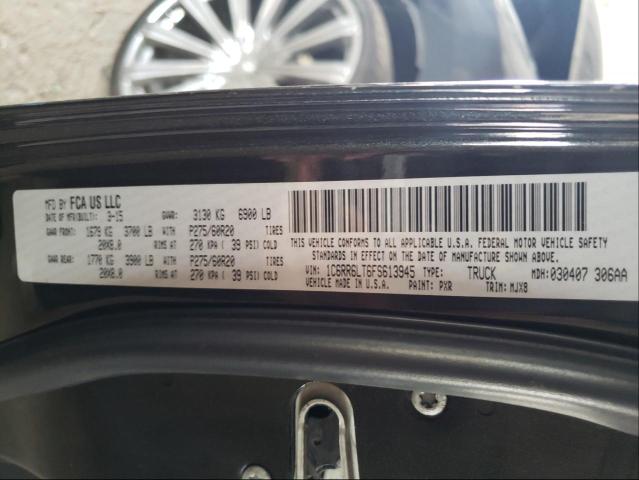 MFD BY FCA US LLC
DATE OF MFR(BUILT): 3-15 GVWR: 3130 KG 6900 LB
GAWR FRONT: 1679 KG 3700 LB WITH P275/60R20 TIRES
20X8.0 RIMS AT 270 KPA ( 39 PSI) COLD
GAWR REAR: 1770 KG 3900 LB WITH P275/60R20 TIRES
20X8.0 RIMS AT 270 KPA ( 39 PSI) COLD
THIS VEHICLE CONFORMS TO ALL APPLICABLE U.S.A. FEDERAL MOTOR VEHICLE SAFETY
STANDARDS IN EFFECT ON THE DATE OF MANUFACTURE SHOWN ABOVE.
VIN: 1C6RR6LT6FS613945 TYPE: TRUCK MDH: 030407 306AA
VEHICLE MADE IN U.S.A. PAINT: PXR TRIM: MJX8